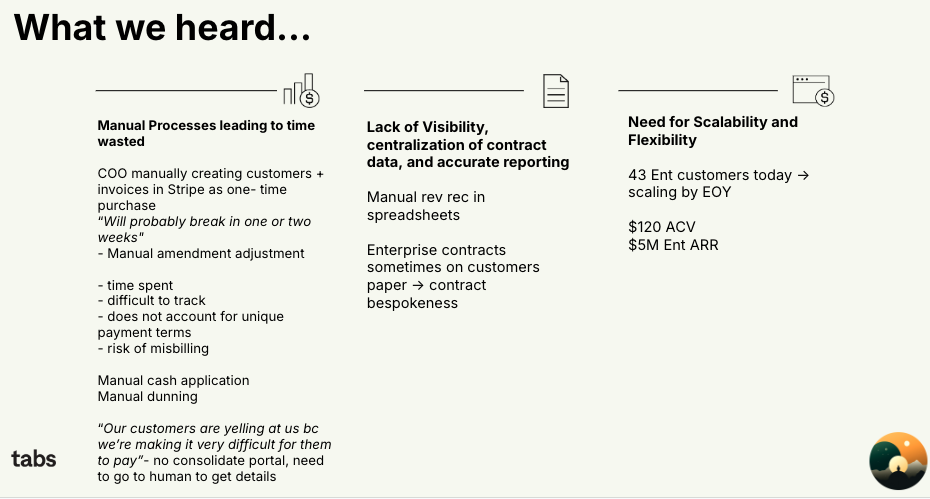 What we heard...
Manual Processes leading to time
wasted
COO manually creating customers +
invoices in Stripe as one- time
purchase
“Will probably break in one or two
weeks"
- Manual amendment adjustment
- time spent
- difficult to track
- does not account for unique
payment terms
- risk of misbilling
Manual cash application
Manual dunning
“Our customers are yelling at us bc
we’re making it very difficult for them
to pay”- no consolidate portal, need
to go to human to get details
$
Lack of Visibility,
centralization of contract
data, and accurate reporting
Manual rev rec in
spreadsheets
Enterprise contracts
sometimes on customers
paper → contract
bespokeness
$
Need for Scalability and
Flexibility
43 Ent customers today →
scaling by EOY
$120 ACV
$5M Ent ARR
tabs